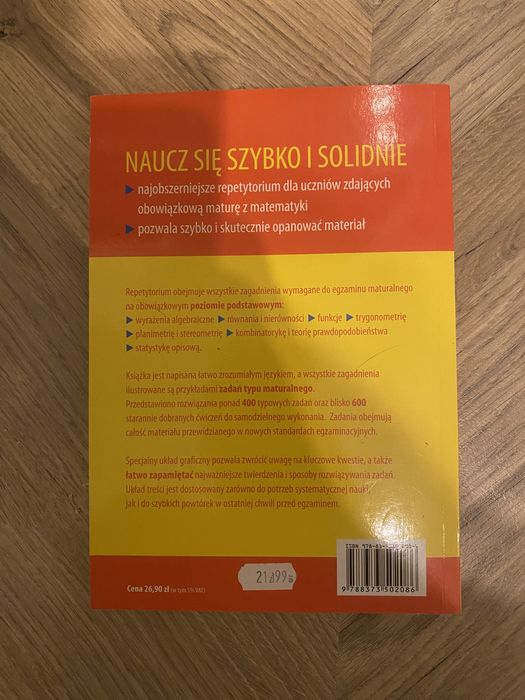 NAUCZ SIĘ SZYBKO I SOLIDNIE
▶ najobszerniejsze repetytorium dla uczniów zdających
obowiązkową maturę z matematyki
▶ pozwala szybko i skutecznie opanować materiał
Repetytorium obejmuje wszystkie zagadnienia wymagane do egzaminu maturalnego
na obowiązkowym poziomie podstawowym:
▶ wyrażenia algebraiczne ▶ równania i nierówności ▶ funkcje ▶ trygonometrię
▶ planimetrię i stereometrię ▶ kombinatorykę i teorię prawdopodobieństwa
▶ statystykę opisową.
Książka jest napisana łatwo zrozumiałym językiem, a wszystkie zagadnienia
ilustrowane są przykładami zadań typu maturalnego.
Przedstawiono rozwiązania ponad 400 typowych zadań oraz blisko 600
starannie dobranych ćwiczeń do samodzielnego wykonania. Zadania obejmują
całość materiału przewidzianego w nowych standardach egzaminacyjnych.
Specjalny układ graficzny pozwala zwrócić uwagę na kluczowe kwestie, a także
łatwo zapamiętać najważniejsze twierdzenia i sposoby rozwiązywania zadań.
Układ treści jest dostosowany zarówno do potrzeb systematycznej nauki,
jak i do szybkich powtórek w ostatniej chwili przed egzaminem.
ISBN 978-83-
9 788373 502086
21,99
Cena 26,90 zł (w tym 5% VAT)